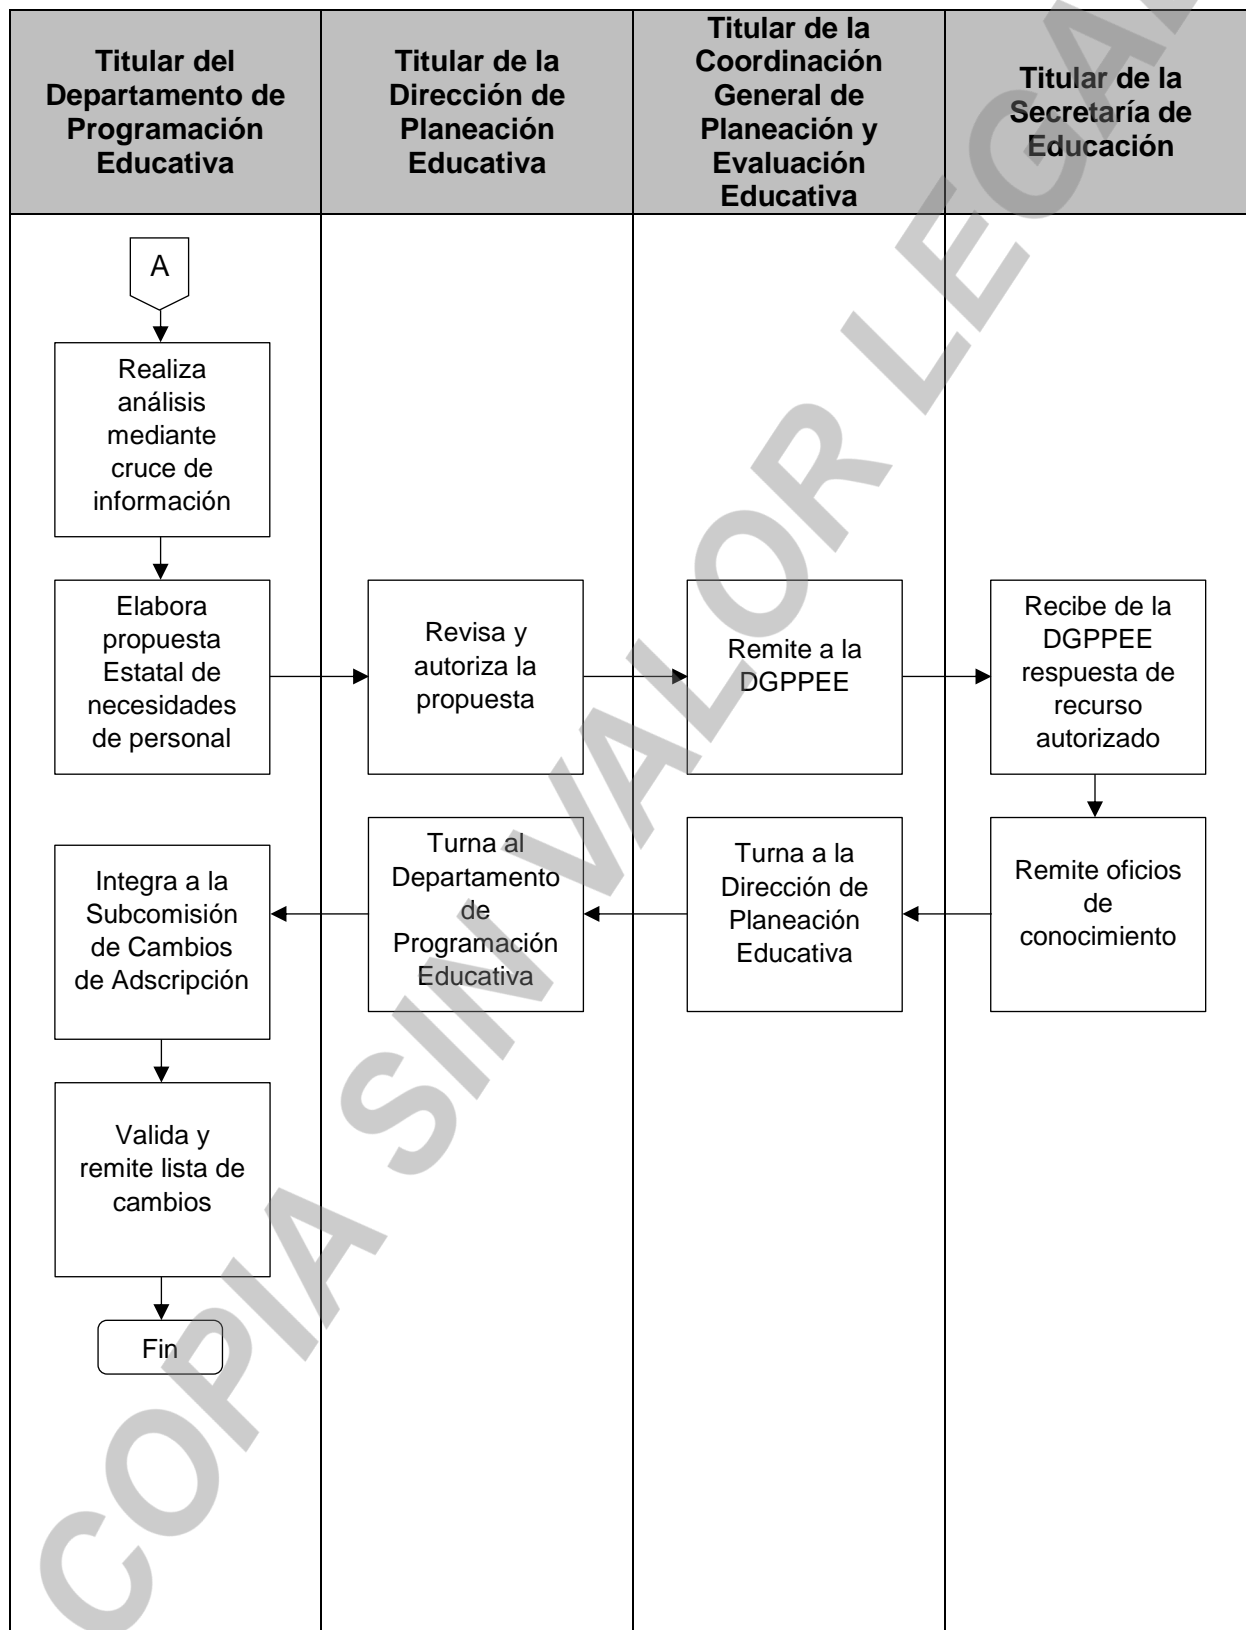 Titular del
Departamento de
Programación
Educativa
Titular de la
Dirección de
Planeación
Educativa
Titular de la
Coordinación
General de
Planeación y
Evaluación
Educativa
Titular de la
Secretaría de
Educación
A
Realiza
análisis
mediante
cruce de
información
Elabora
propuesta
Estatal de
necesidades
de personal
Revisa y
autoriza la
propuesta
Remite a la
DGPPEE
Recibe de la
DGPPEE
respuesta de
recurso
autorizado
Remite oficios
de
conocimiento
Turna a la
Dirección de
Planeación
Educativa
Turna al
Departamento
de
Programación
Educativa
Integra a la
Subcomisión
de Cambios
de Adscripción
Valida y
remite lista de
cambios
Fin
COPIA SIN VALOR LEGAL